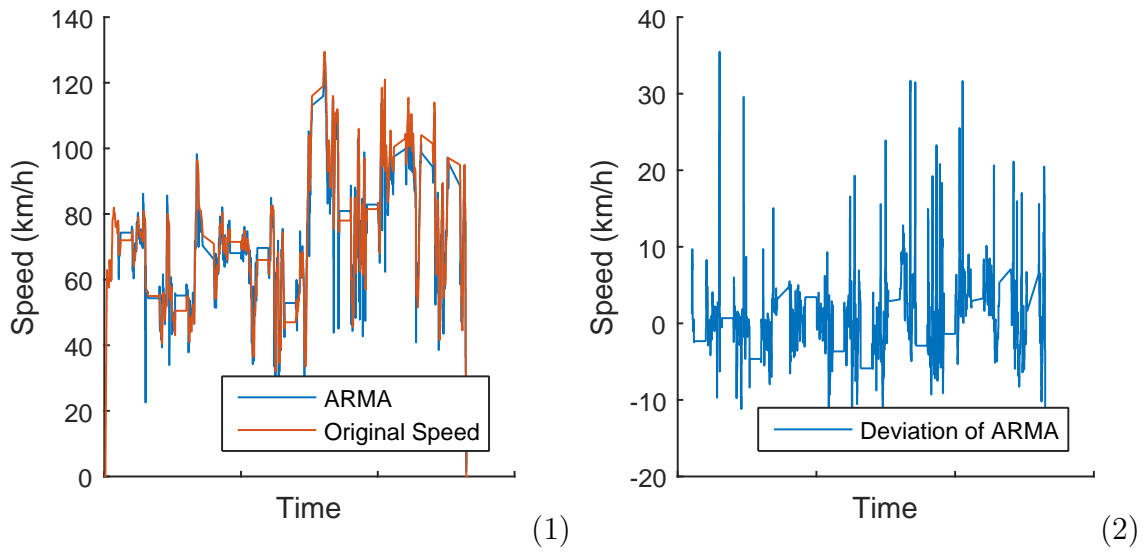 140
120
100
80
60
40
20
0
Speed (km/h)
ARMA
Original Speed
Time
(1)
40
30
20
10
0
-10
-20
Speed (km/h)
Deviation of ARMA
Time
(2)